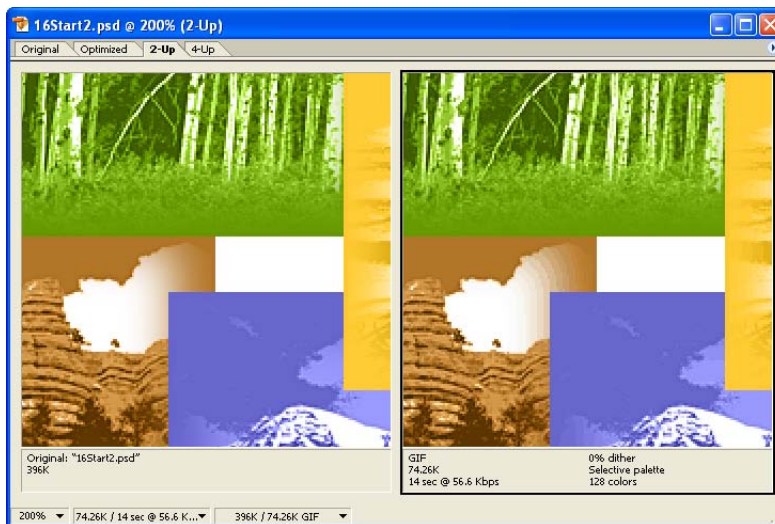 16Start2.psd @ 200% (2-Up)
Original Optimized 2-Up 4-Up
Original: “16Start2.psd”
396K
GIF 0% dither
74.26K Selective palette
14 sec @ 56.6 Kbps 128 colors
200% 74.26K / 14 sec @ 56.6 K... 396K / 74.26K GIF